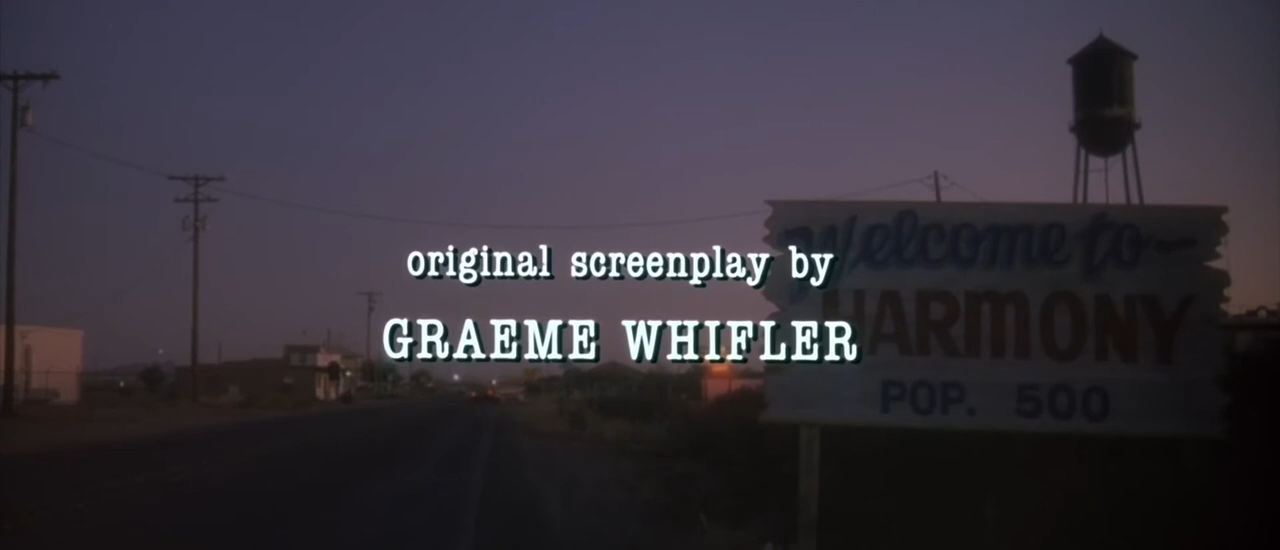 original screenplay by
GRAEME WHIFLER
Welcome to
HARMONY
POP. 500